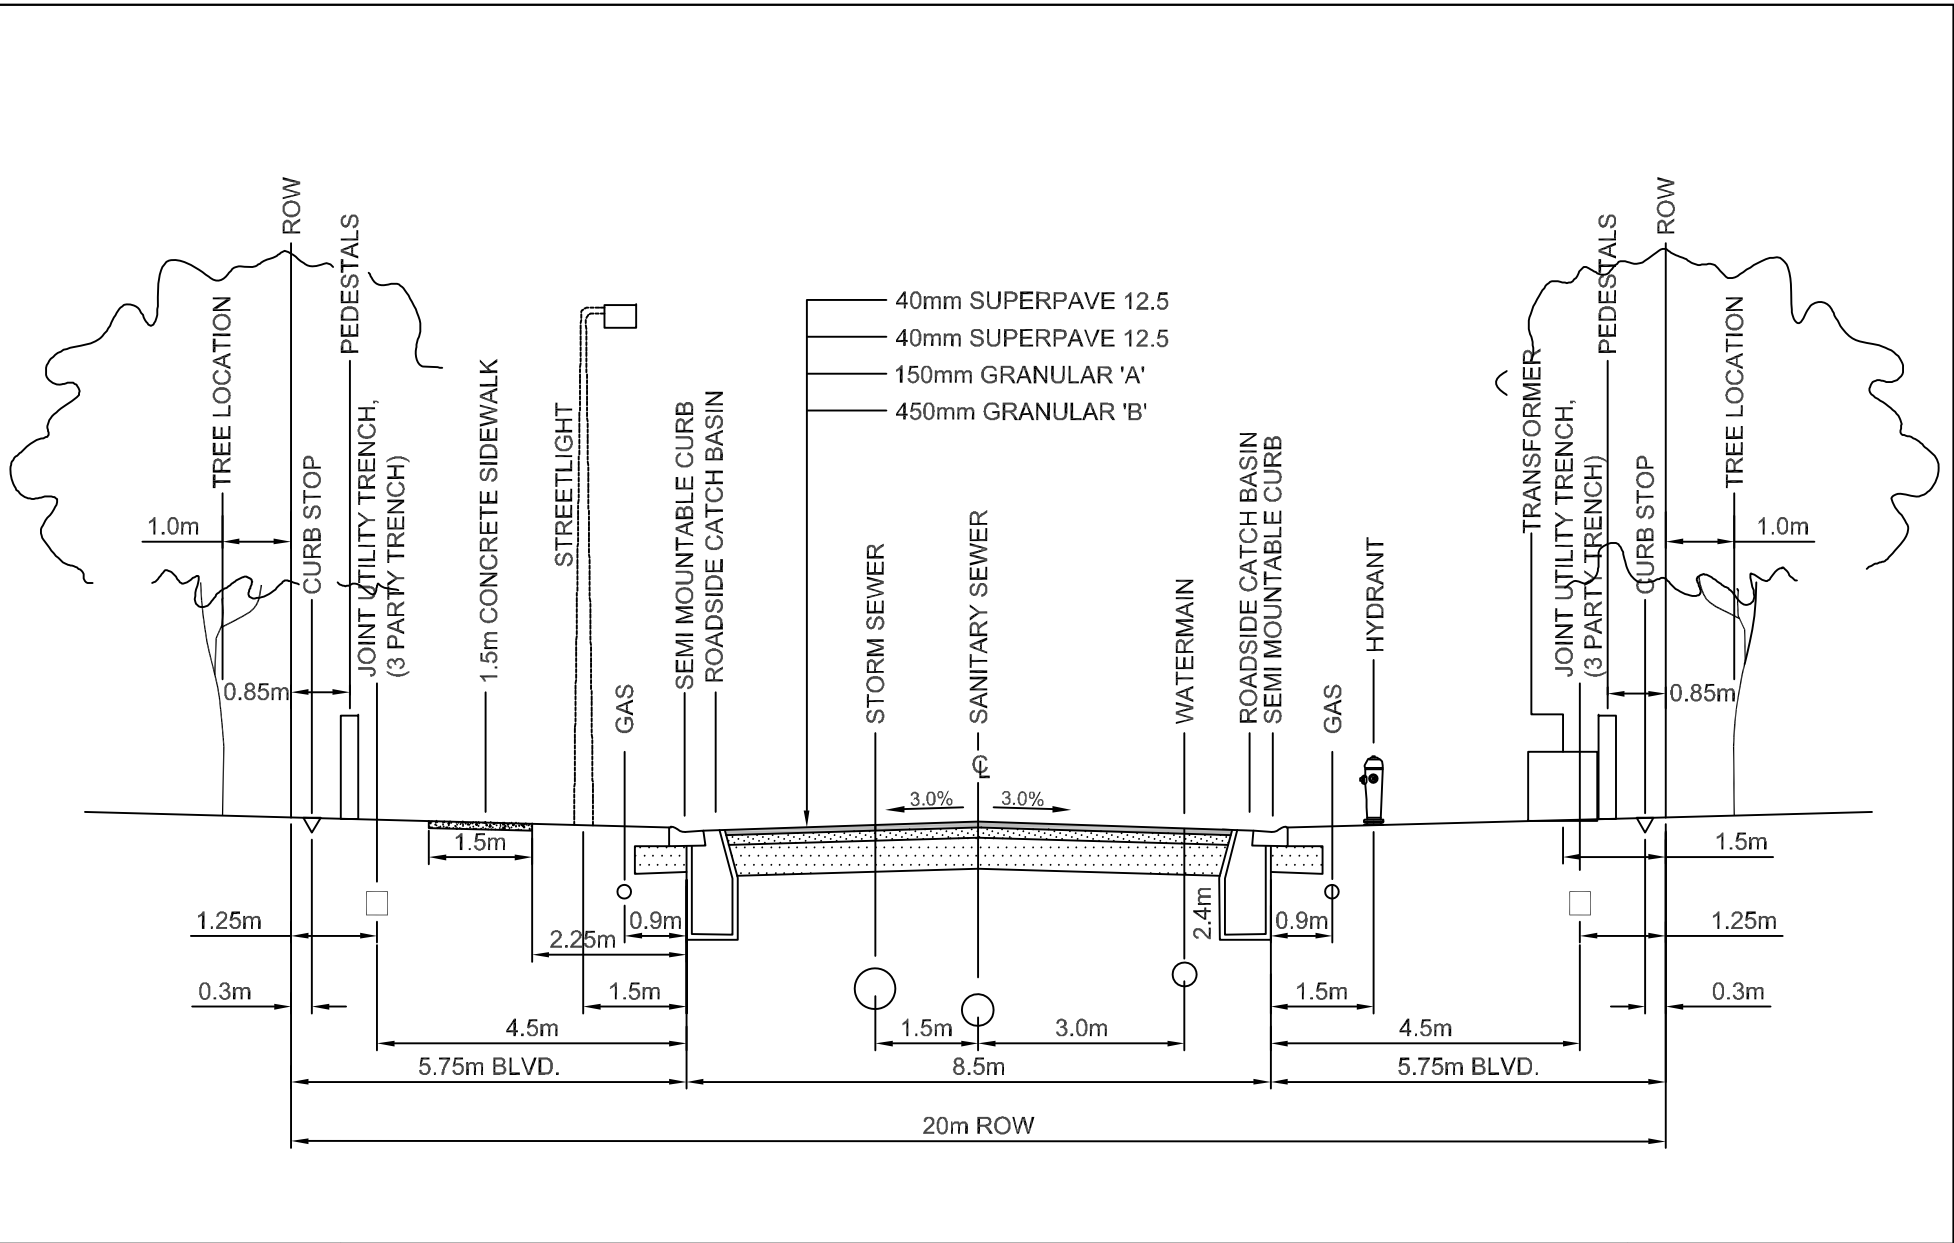 ROW
PEDESTALS
TREE LOCATION
CURB STOP
JOINT UTILITY TRENCH,
(3 PARTY TRENCH)
1.5m CONCRETE SIDEWALK
STREETLIGHT
GAS
SEMI MOUNTABLE CURB
ROADSIDE CATCH BASIN
40mm SUPERPAVE 12.5
40mm SUPERPAVE 12.5
150mm GRANULAR 'A'
450mm GRANULAR 'B'
STORM SEWER
SANITARY SEWER
WATERMAIN
ROADSIDE CATCH BASIN
SEMI MOUNTABLE CURB
GAS
HYDRANT
TRANSFORMER
JOINT UTILITY TRENCH,
(3 PARTY TRENCH)
PEDESTALS
CURB STOP
ROW
TREE LOCATION
1.0m
1.0m
0.85m
0.85m
CL
3.0%
3.0%
1.5m
1.5m
1.25m
2.25m
0.9m
2.4m
0.9m
1.25m
0.3m
1.5m
1.5m
0.3m
4.5m
1.5m
3.0m
4.5m
5.75m BLVD.
8.5m
5.75m BLVD.
20m ROW